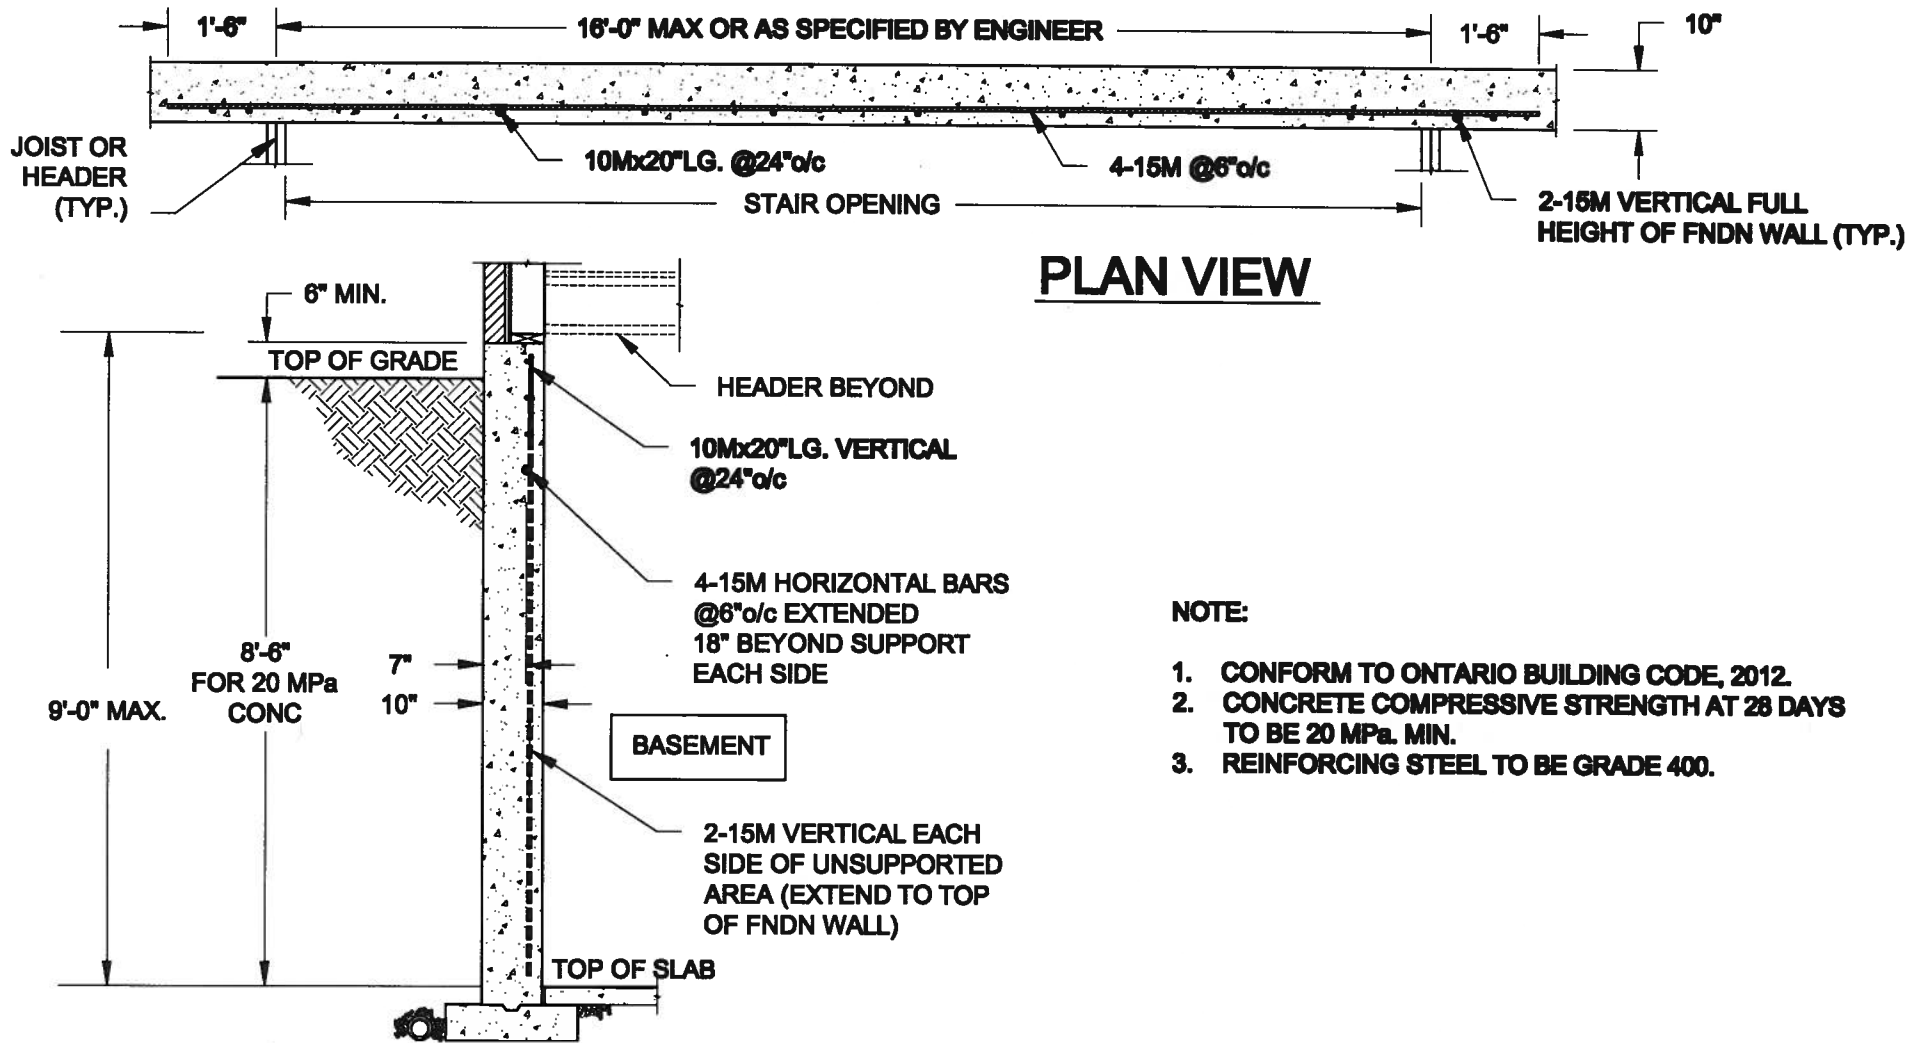 1'-6"
16'-0" MAX OR AS SPECIFIED BY ENGINEER
1'-6"
10"
JOIST OR
HEADER
(TYP.)
10Mx20"LG. @24"o/c
4-15M @6"o/c
STAIR OPENING
2-15M VERTICAL FULL
HEIGHT OF FNDN WALL (TYP.)
PLAN VIEW
6" MIN.
TOP OF GRADE
HEADER BEYOND
10Mx20"LG. VERTICAL
@24"o/c
4-15M HORIZONTAL BARS
@6"o/c EXTENDED
18" BEYOND SUPPORT
EACH SIDE
9'-0" MAX.
8'-6"
FOR 20 MPa
CONC
7"
10"
BASEMENT
2-15M VERTICAL EACH
SIDE OF UNSUPPORTED
AREA (EXTEND TO TOP
OF FNDN WALL)
TOP OF SLAB
NOTE:
1. CONFORM TO ONTARIO BUILDING CODE, 2012.
2. CONCRETE COMPRESSIVE STRENGTH AT 28 DAYS
TO BE 20 MPa. MIN.
3. REINFORCING STEEL TO BE GRADE 400.